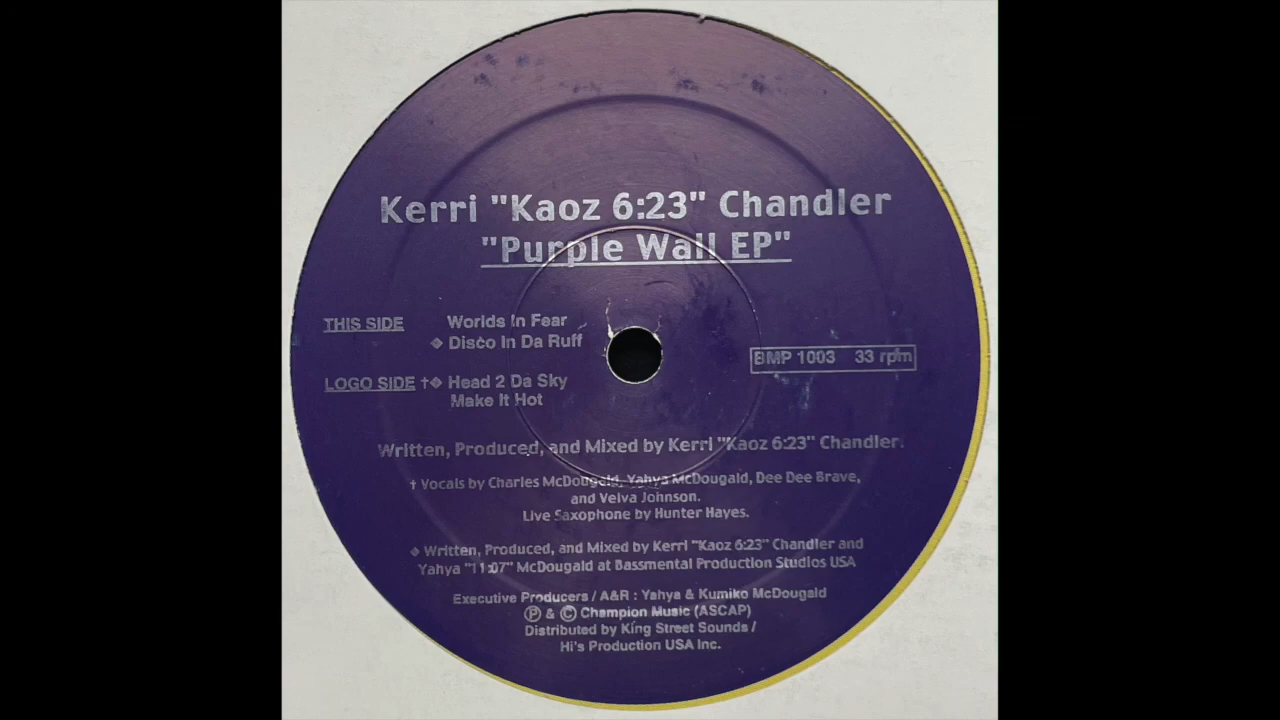 Kerri "Kaoz 6:23" Chandler
"Purple Wall EP"
THIS SIDE Worlds In Fear
◈ Disco In Da Ruff
BMP 1003 33 rpm
LOGO SIDE †◈ Head 2 Da Sky
Make It Hot
Written, Produced, and Mixed by Kerri "Kaoz 6:23" Chandler.
† Vocals by Charles McDougald, Yahya McDougald, Dee Dee Brave,
and Velva Johnson.
Live Saxophone by Hunter Hayes.
◈ Written, Produced, and Mixed by Kerri "Kaoz 6:23" Chandler and
Yahya "11:07" McDougald at Bassmental Production Studios USA
Executive Producers / A&R : Yahya & Kumiko McDougald
℗ & © Champion Music (ASCAP)
Distributed by King Street Sounds /
Hi's Production USA Inc.